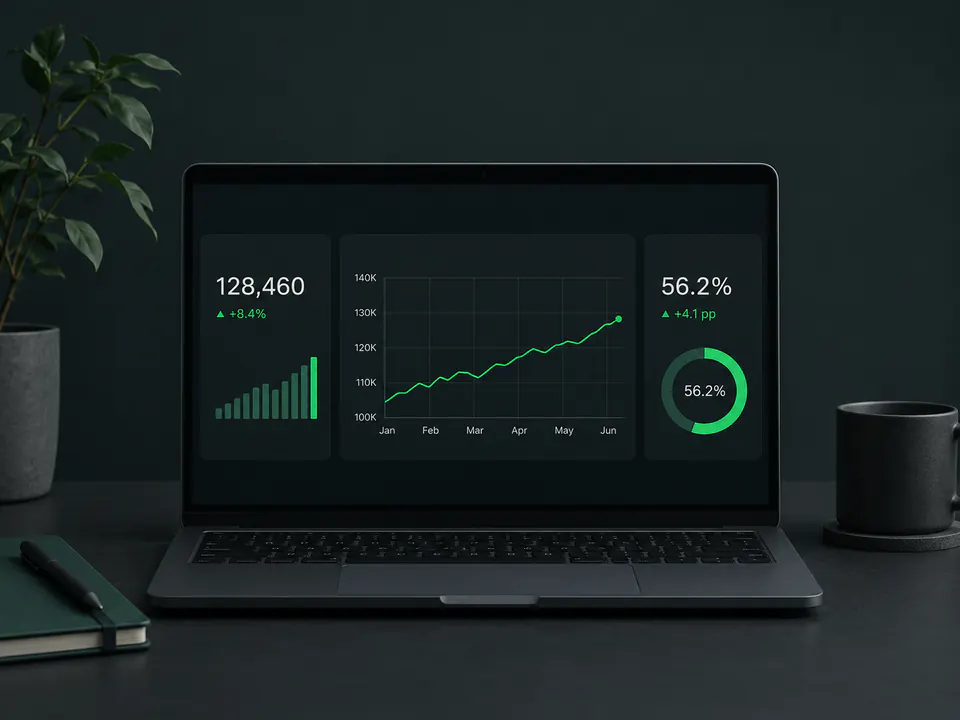 128,460
▲ +8.4%
140K
130K
120K
110K
100K
Jan Feb Mar Apr May Jun
56.2%
▲ +4.1 pp
56.2%